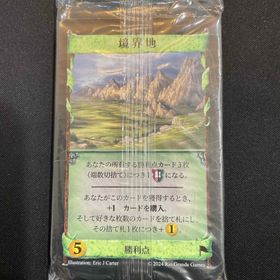 境界地
あなたの所有する勝利点カード3枚
(端数切捨て)につき1 になる。
あなたがこのカードを獲得するとき、
+1 カードを購入。
そして好きな枚数のカードを捨て札にし
その捨て札1枚につき+1
5
勝利点
Illustration: Eric J Carter
© 2024 Rio Grande Games